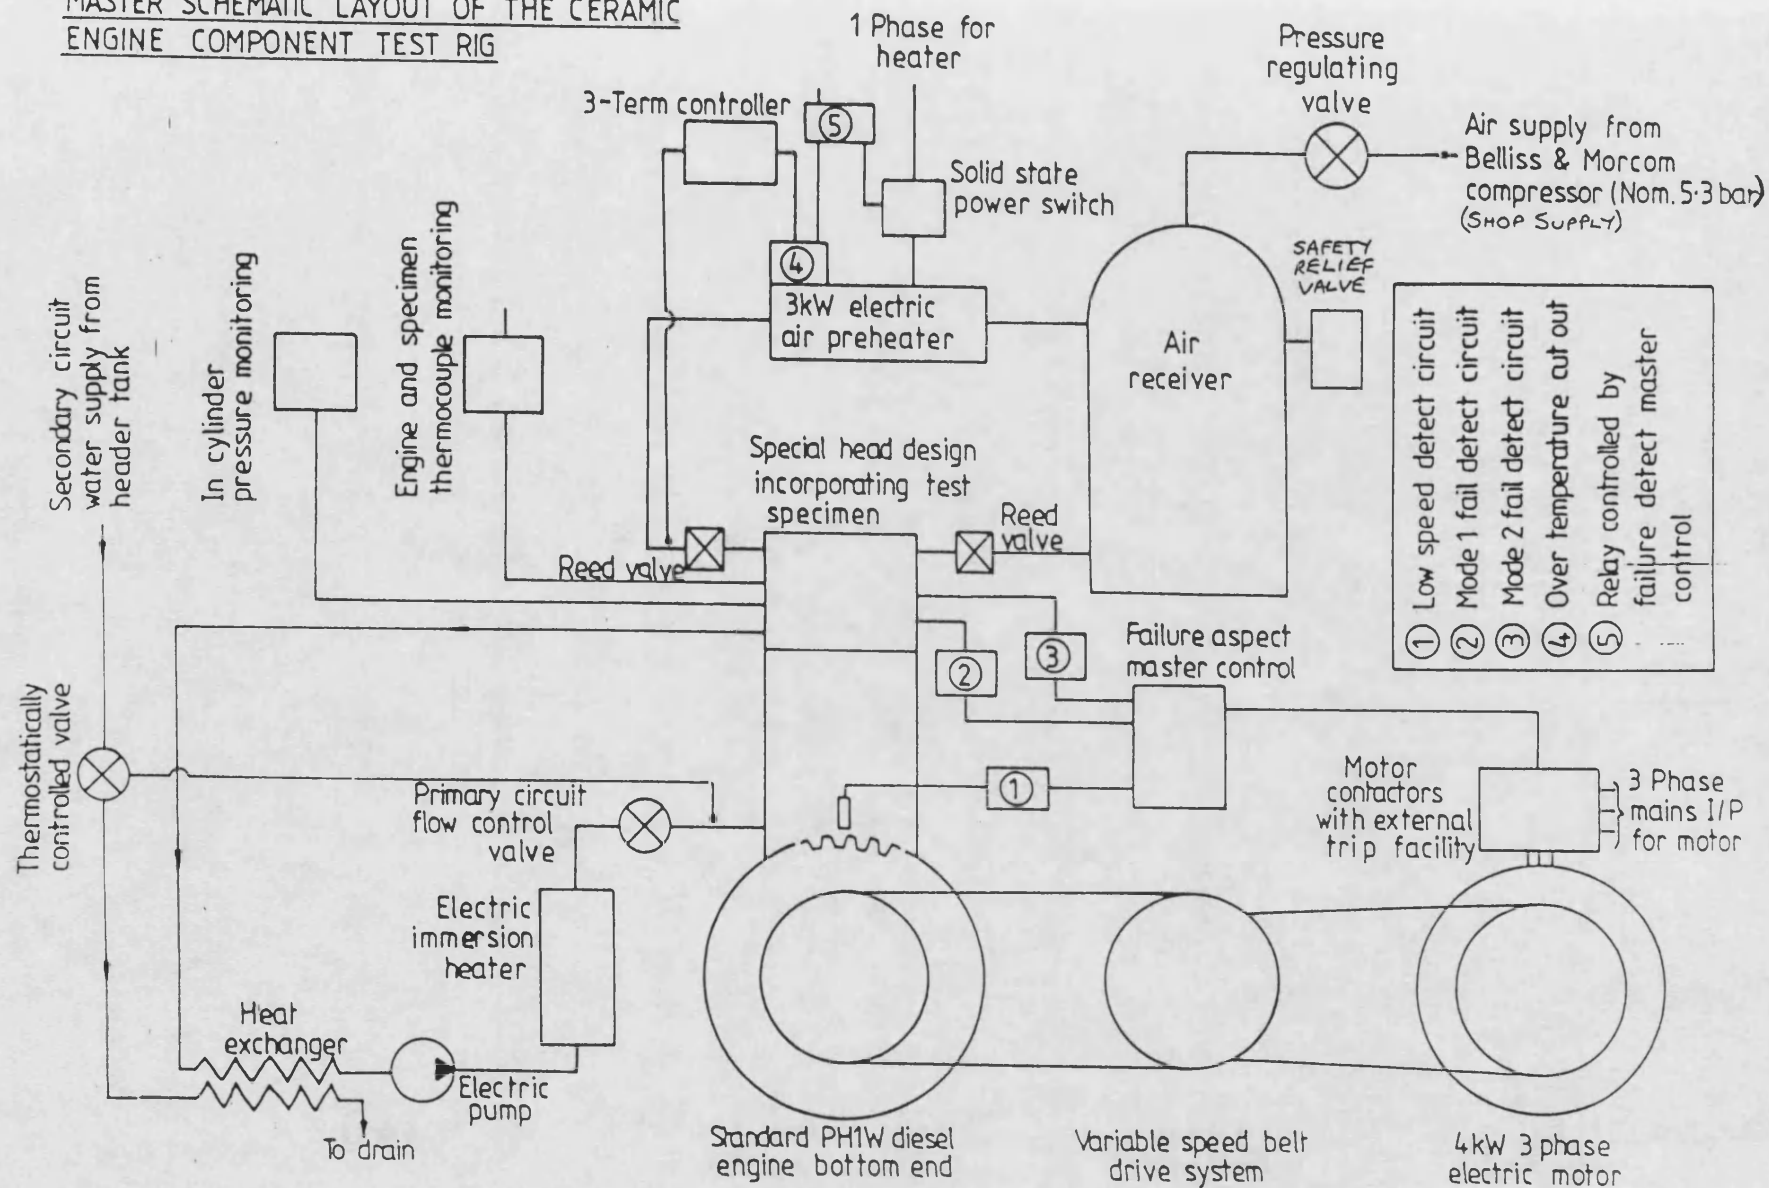 MASTER SCHEMATIC LAYOUT OF THE CERAMIC
ENGINE COMPONENT TEST RIG
1 Phase for
heater
Pressure
regulating
valve
3-Term controller
5
Air supply from
Belliss & Morcom
compressor (Nom. 5·3 bar)
(SHOP SUPPLY)
Solid state
power switch
4
3kW electric
air preheater
SAFETY
RELIEF
VALVE
Air
receiver
Secondary circuit
water supply from
header tank
In cylinder
pressure monitoring
Engine and specimen
thermocouple monitoring
Special head design
incorporating test
specimen
Reed valve
Reed
valve
1 Low speed detect circuit
2 Mode 1 fail detect circuit
3 Mode 2 fail detect circuit
4 Over temperature cut out
5 Relay controlled by
failure detect master
control
Failure aspect
master control
3
2
1
Thermostatically
controlled valve
Primary circuit
flow control
valve
Motor
contactors
with external
trip facility
3 Phase
mains I/P
for motor
Electric
immersion
heater
Heat
exchanger
Electric
pump
To drain
Standard PH1W diesel
engine bottom end
Variable speed belt
drive system
4kW 3 phase
electric motor